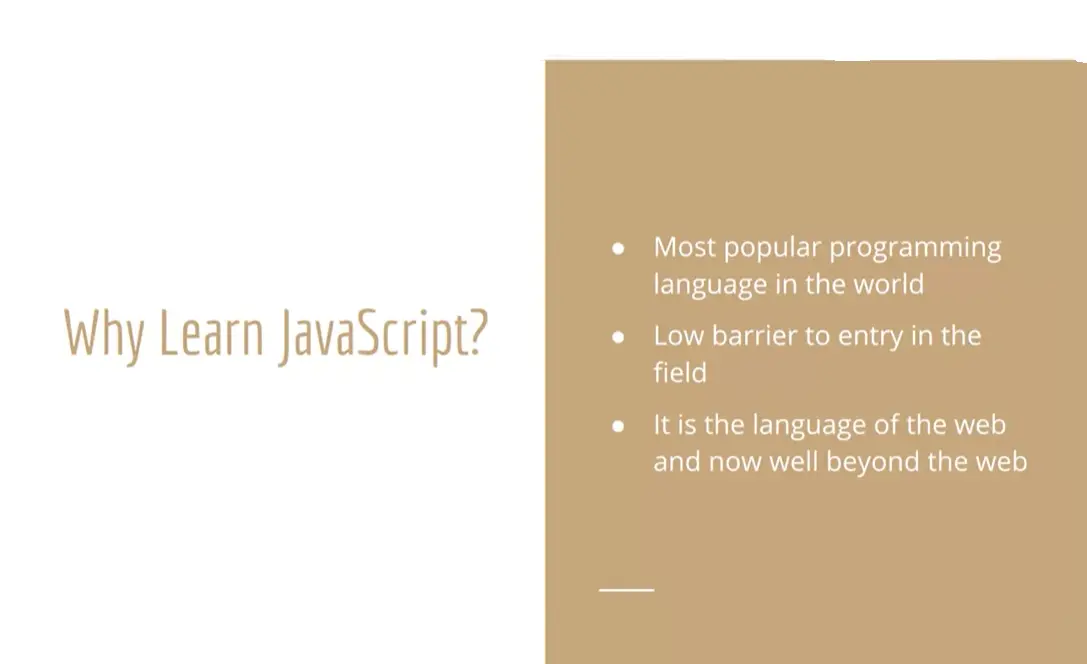 Why Learn JavaScript?
● Most popular programming
language in the world
● Low barrier to entry in the
field
● It is the language of the web
and now well beyond the web